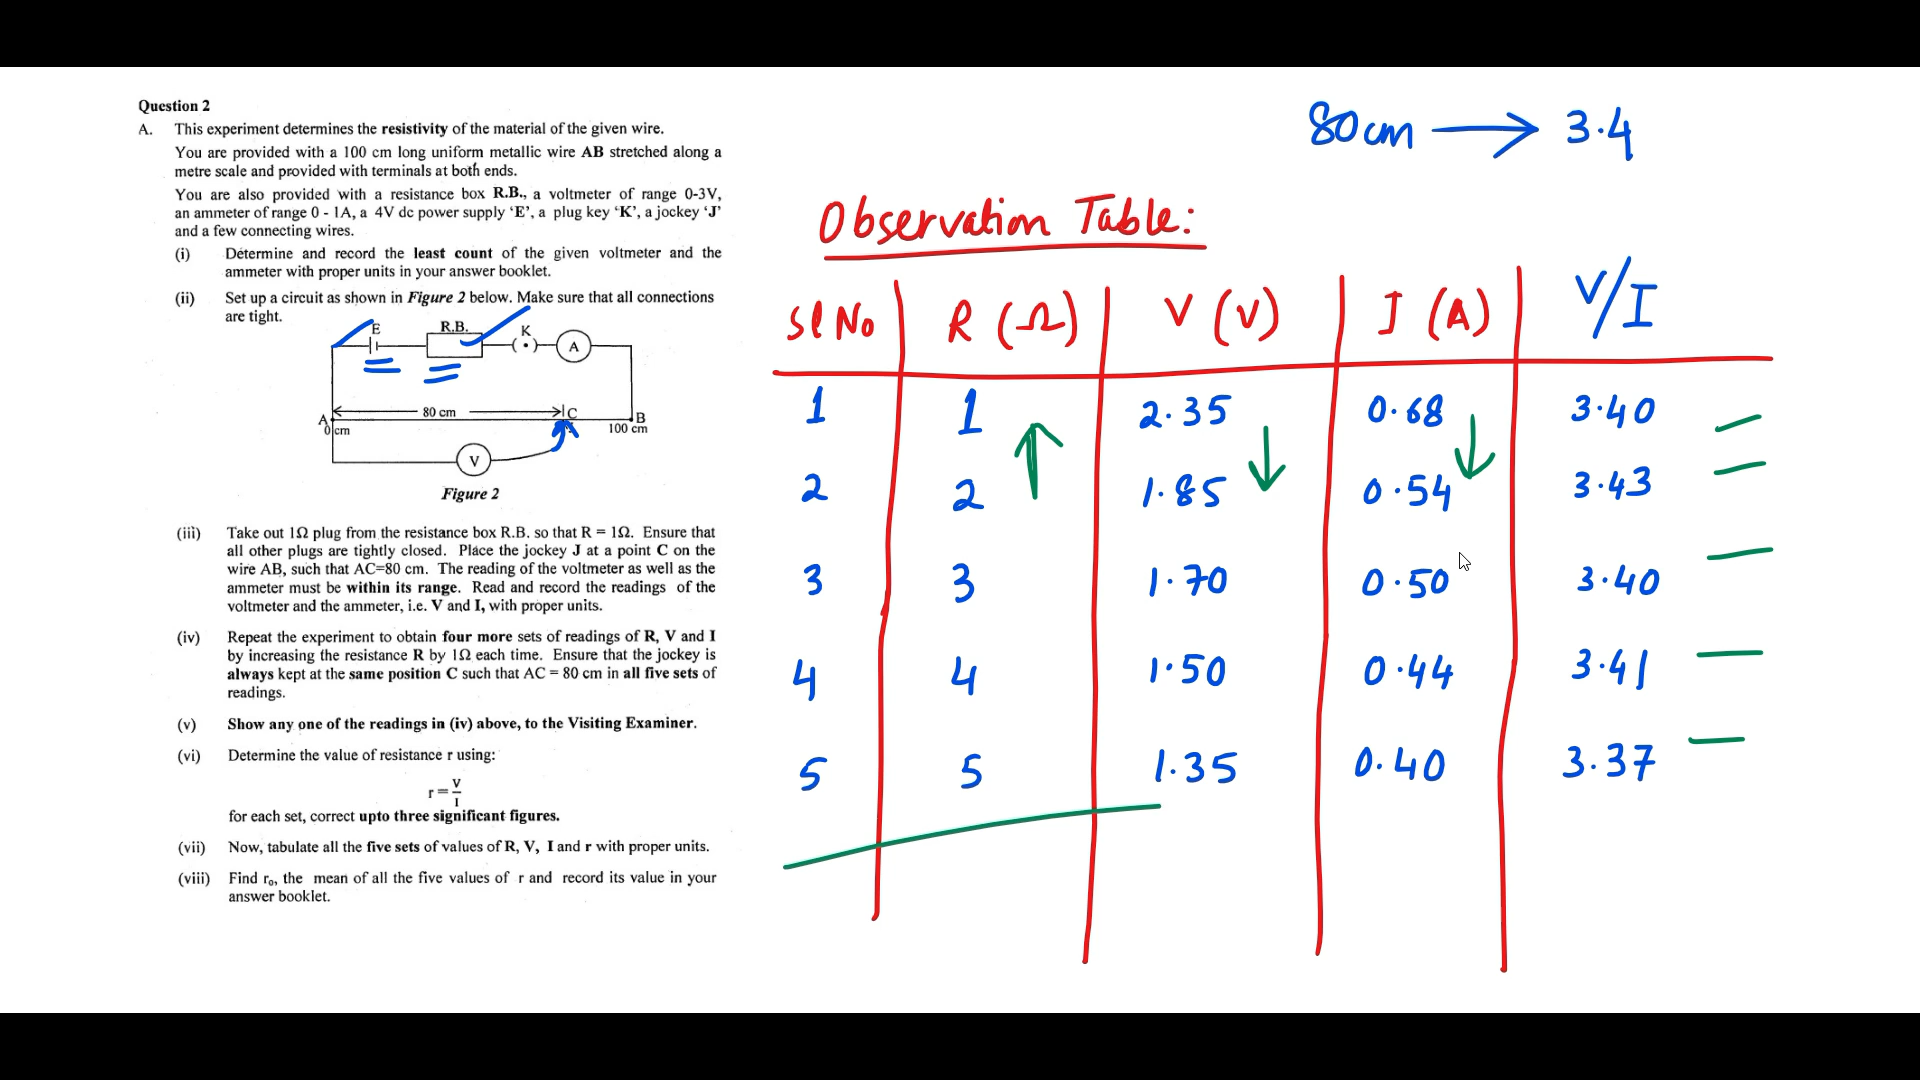 Question 2
A. This experiment determines the resistivity of the material of the given wire.
You are provided with a 100 cm long uniform metallic wire AB stretched along a
metre scale and provided with terminals at both ends.
You are also provided with a resistance box R.B., a voltmeter of range 0-3V,
an ammeter of range 0 - 1A, a 4V dc power supply ‘E’, a plug key ‘K’, a jockey ‘J’
and a few connecting wires.
(i) Determine and record the least count of the given voltmeter and the
ammeter with proper units in your answer booklet.
(ii) Set up a circuit as shown in Figure 2 below. Make sure that all connections
are tight.
E R.B. K
A
80 cm C
A B
0 cm 100 cm
V
Figure 2
(iii) Take out 1Ω plug from the resistance box R.B. so that R = 1Ω. Ensure that
all other plugs are tightly closed. Place the jockey J at a point C on the
wire AB, such that AC=80 cm. The reading of the voltmeter as well as the
ammeter must be within its range. Read and record the readings of the
voltmeter and the ammeter, i.e. V and I, with proper units.
(iv) Repeat the experiment to obtain four more sets of readings of R, V and I
by increasing the resistance R by 1Ω each time. Ensure that the jockey is
always kept at the same position C such that AC = 80 cm in all five sets of
readings.
(v) Show any one of the readings in (iv) above, to the Visiting Examiner.
(vi) Determine the value of resistance r using:
r = V/I
for each set, correct upto three significant figures.
(vii) Now, tabulate all the five sets of values of R, V, I and r with proper units.
(viii) Find r₀, the mean of all the five values of r and record its value in your
answer booklet.
80cm → 3.4
Observation Table:
Sl No R (Ω) V (V) I (A) V/I
1 1 2.35 0.68 3.40
2 2 1.85 0.54 3.43
3 3 1.70 0.50 3.40
4 4 1.50 0.44 3.41
5 5 1.35 0.40 3.37